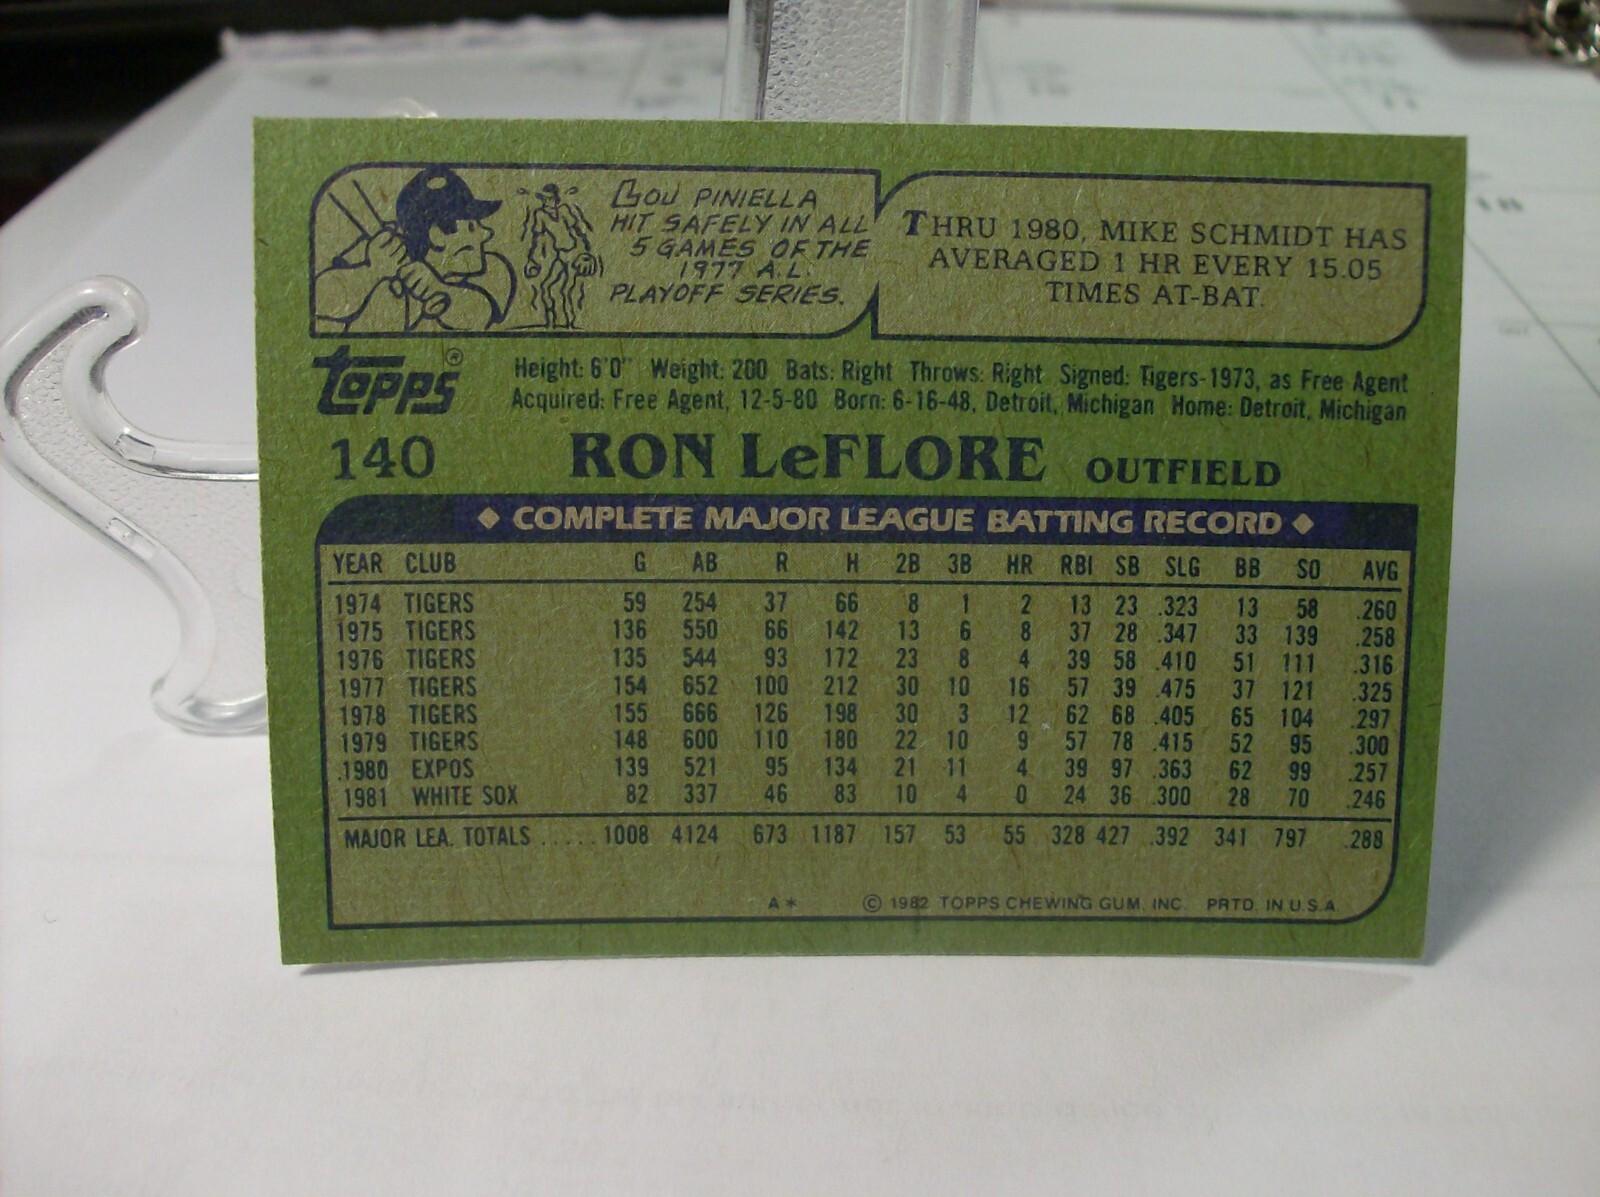 LOU PINIELLA
HIT SAFELY IN ALL
5 GAMES OF THE
1977 A.L.
PLAYOFF SERIES.
THRU 1980, MIKE SCHMIDT HAS
AVERAGED 1 HR EVERY 15.05
TIMES AT-BAT.
TOPPS®
Height: 6'0" Weight: 200 Bats: Right Throws: Right Signed: Tigers-1973, as Free Agent
Acquired: Free Agent, 12-5-80 Born: 6-16-48, Detroit, Michigan Home: Detroit, Michigan
140 RON LeFLORE OUTFIELD
◆ COMPLETE MAJOR LEAGUE BATTING RECORD ◆
YEAR CLUB G AB R H 2B 3B HR RBI SB SLG BB SO AVG
1974 TIGERS 59 254 37 66 8 1 2 13 23 .323 13 58 .260
1975 TIGERS 136 550 66 142 13 6 8 37 28 .347 33 139 .258
1976 TIGERS 135 544 93 172 23 8 4 39 58 .410 51 111 .316
1977 TIGERS 154 652 100 212 30 10 16 57 39 .475 37 121 .325
1978 TIGERS 155 666 126 198 30 3 12 62 68 .405 65 104 .297
1979 TIGERS 148 600 110 180 22 10 9 57 78 .415 52 95 .300
1980 EXPOS 139 521 95 134 21 11 4 39 97 .363 62 99 .257
1981 WHITE SOX 82 337 46 83 10 4 0 24 36 .300 28 70 .246
MAJOR LEA. TOTALS ..... 1008 4124 673 1187 157 53 55 328 427 .392 341 797 .288
A* © 1982 TOPPS CHEWING GUM, INC. PRTD. IN U.S.A.